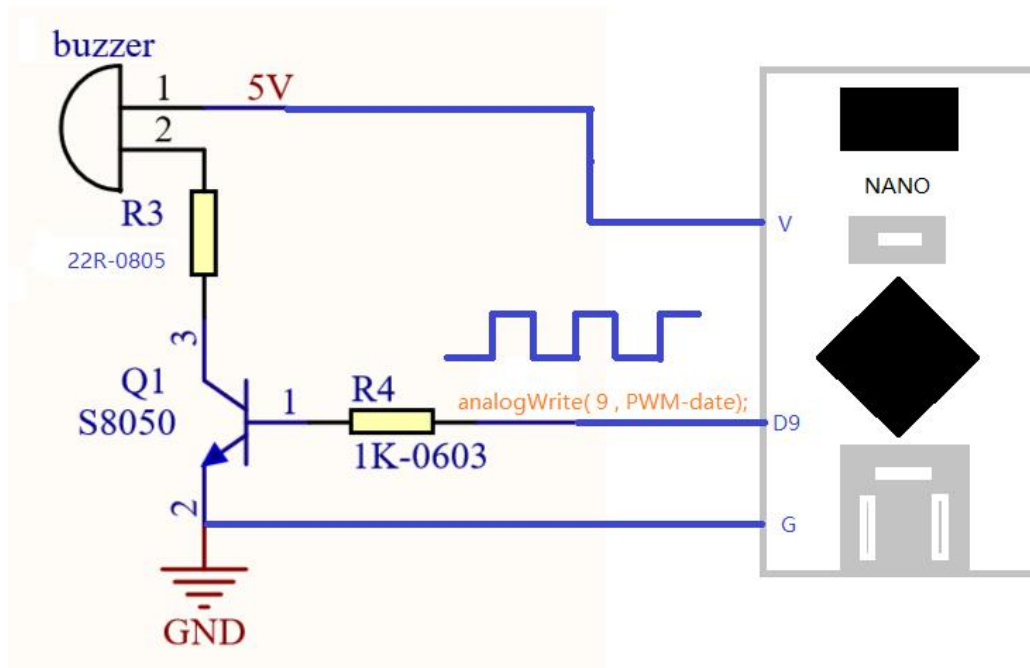 buzzer
1
5V
2
NANO
R3
V
22R-0805
3
Q1
R4
S8050
1
analogWrite( 9 , PWM-date);
D9
1K-0603
2
G
GND